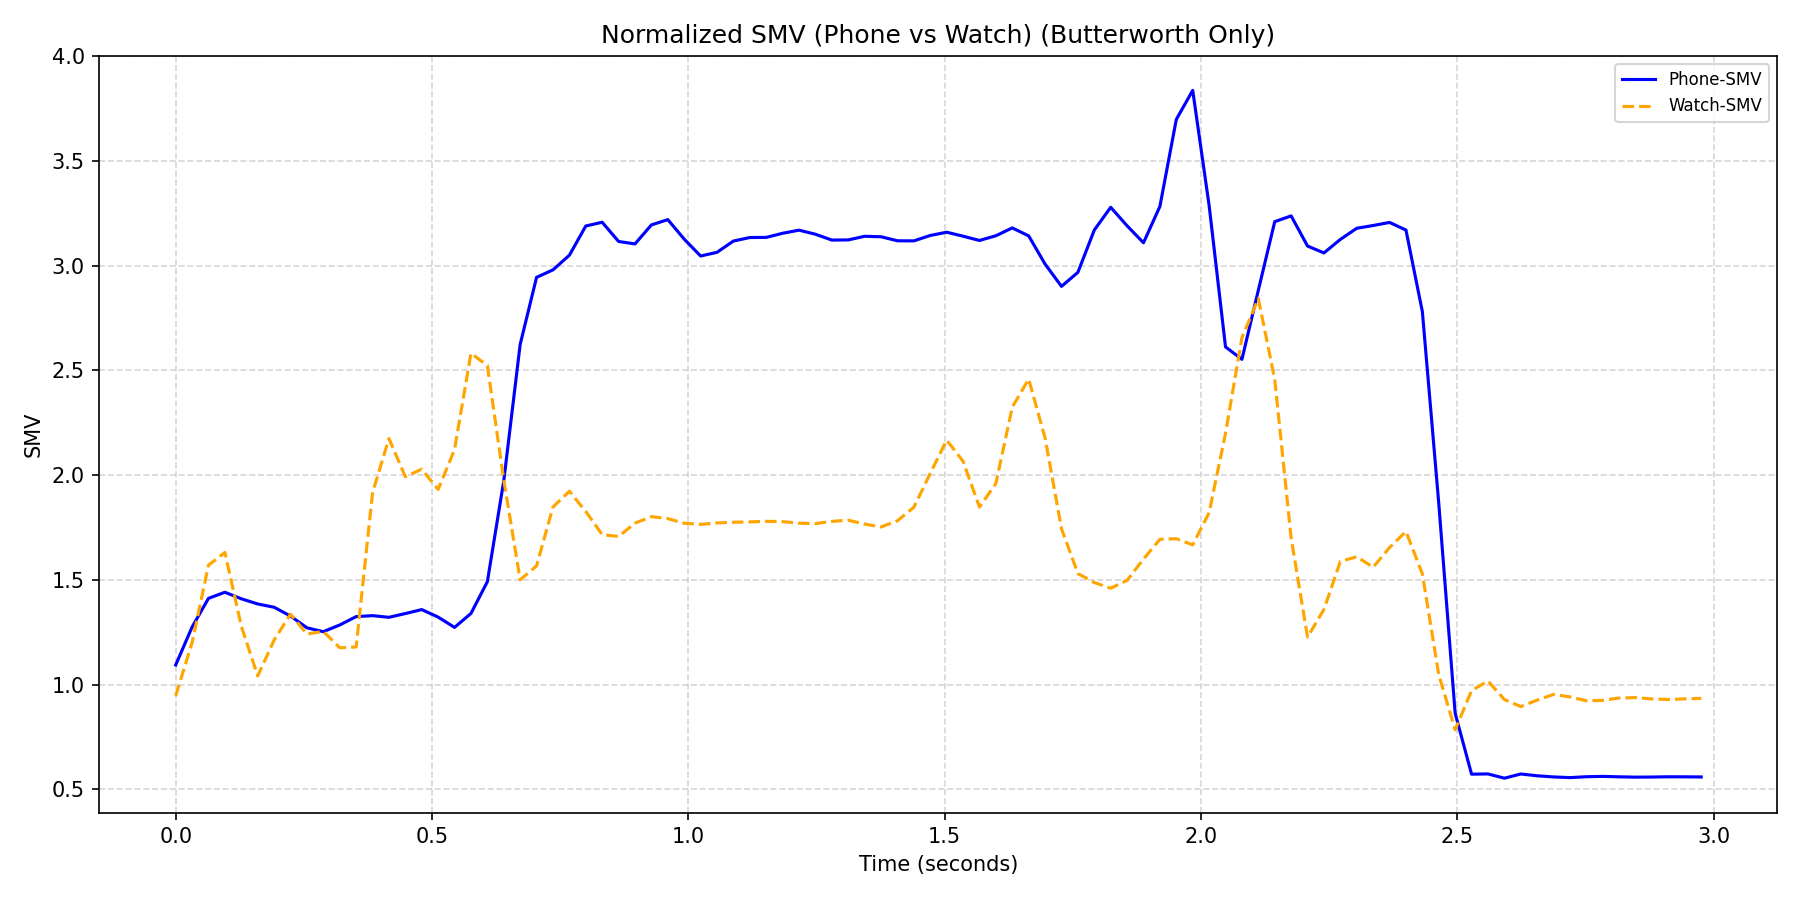 Normalized SMV (Phone vs Watch) (Butterworth Only)
Phone-SMV
Watch-SMV
SMV
4.0
3.5
3.0
2.5
2.0
1.5
1.0
0.5
0.0 0.5 1.0 1.5 2.0 2.5 3.0
Time (seconds)